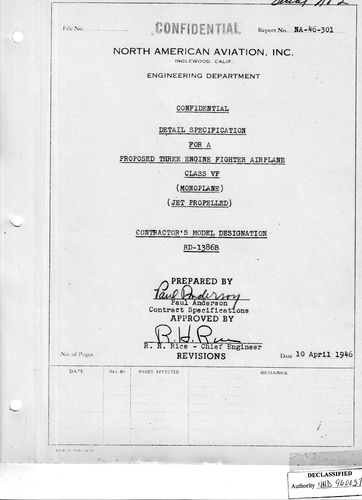 File No.
CONFIDENTIAL
Report No. NA-46-301
NORTH AMERICAN AVIATION, INC.
INGLEWOOD, CALIF.
ENGINEERING DEPARTMENT
CONFIDENTIAL
DETAIL SPECIFICATION
FOR A
PROPOSED THREE ENGINE FIGHTER AIRPLANE
CLASS VF
(MONOPLANE)
(JET PROPELLED)
CONTRACTOR'S MODEL DESIGNATION
RD-1386B
PREPARED BY
Paul Anderson
Paul Anderson
Contract Specifications
APPROVED BY
R. H. Rice
R. H. Rice - Chief Engineer
No. of Pages
REVISIONS
Date 10 April 1946
DATE REV. BY PAGES AFFECTED REMARKS
DECLASSIFIED
Authority NND